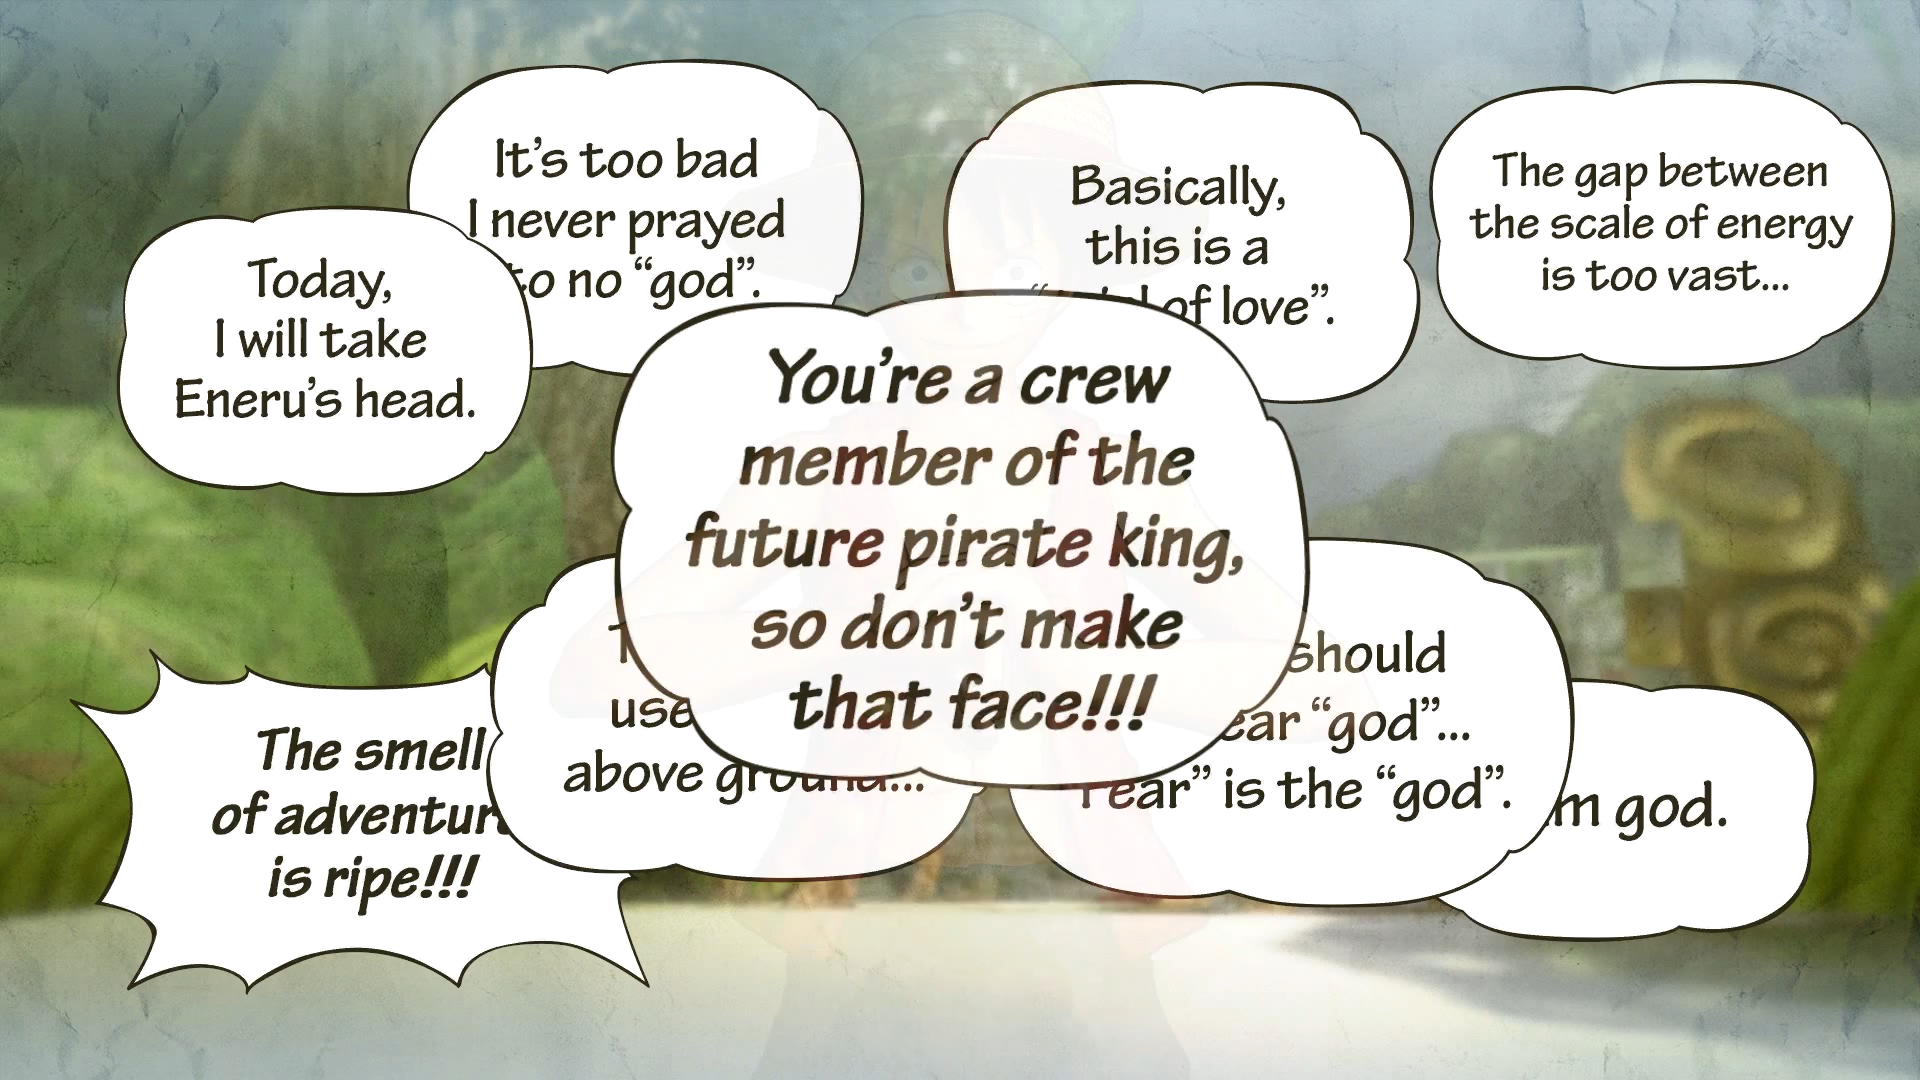 It's too bad
I never prayed
to no “god”.
Basically,
this is a
of love”.
The gap between
the scale of energy
is too vast...
Today,
I will take
Eneru's head.
You're a crew
member of the
future pirate king,
so don't make
that face!!!
The smell
of adventure
is ripe!!!
above ground...
should
“god”...
is the “god”.
god.